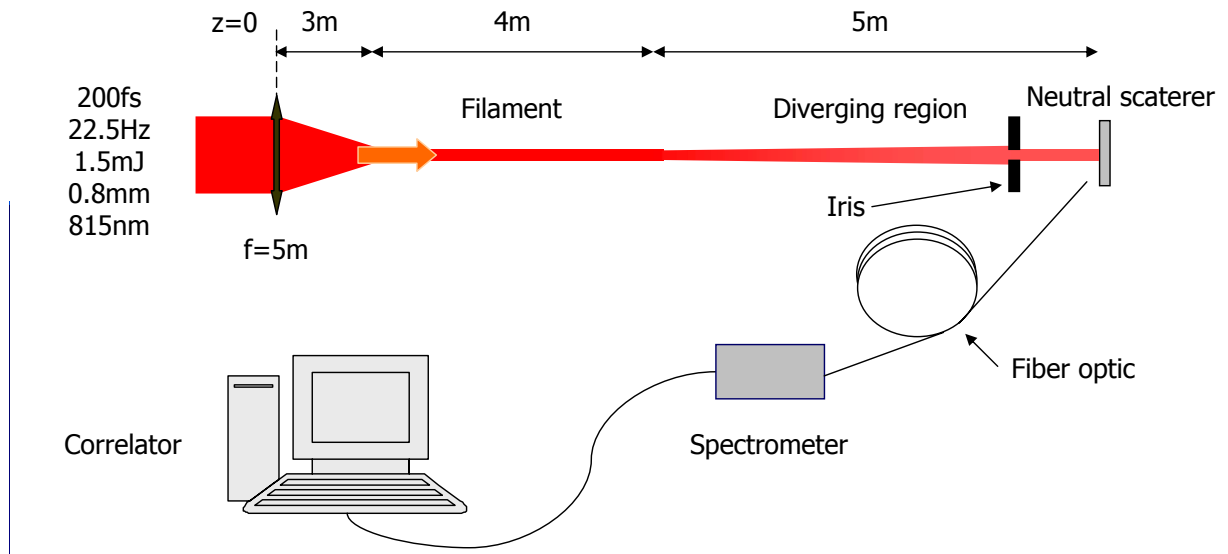 z=0
3m
4m
5m
200fs
22.5Hz
1.5mJ
0.8mm
815nm
Filament
Diverging region
Neutral scaterer
f=5m
Iris
Fiber optic
Correlator
Spectrometer